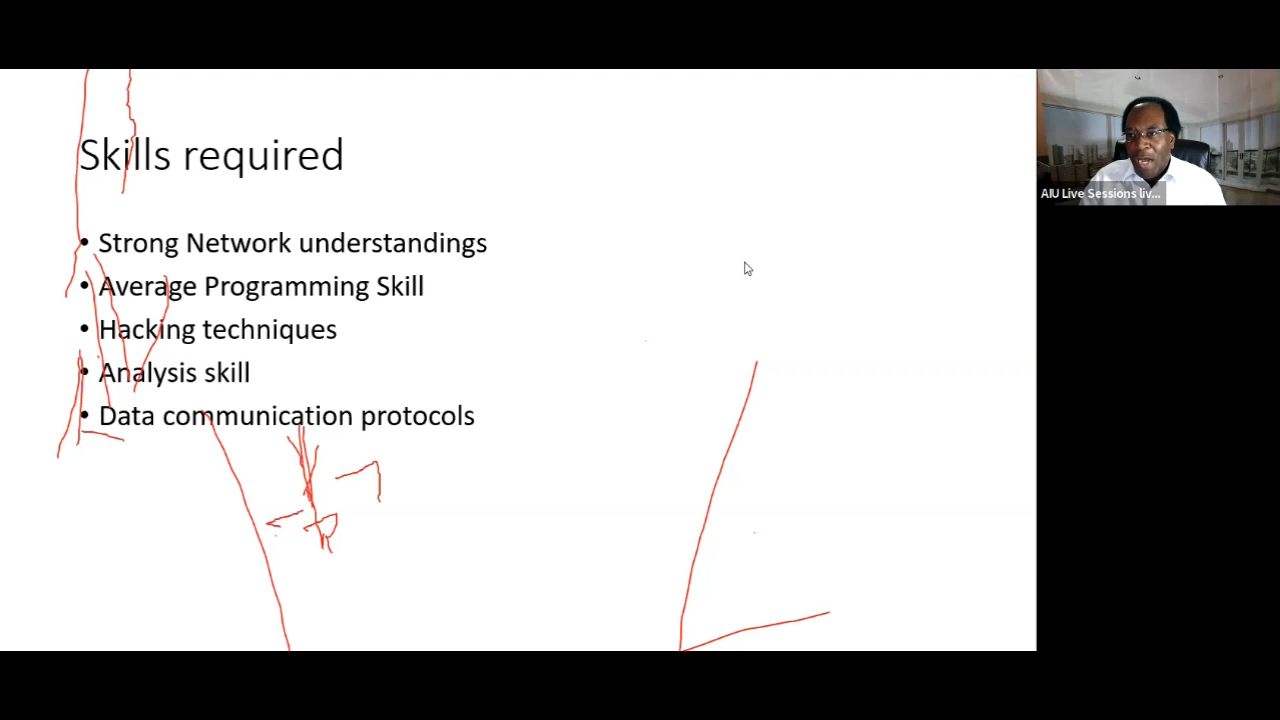 Skills required
• Strong Network understandings
• Average Programming Skill
• Hacking techniques
• Analysis skill
• Data communication protocols
AIU Live Sessions liv...